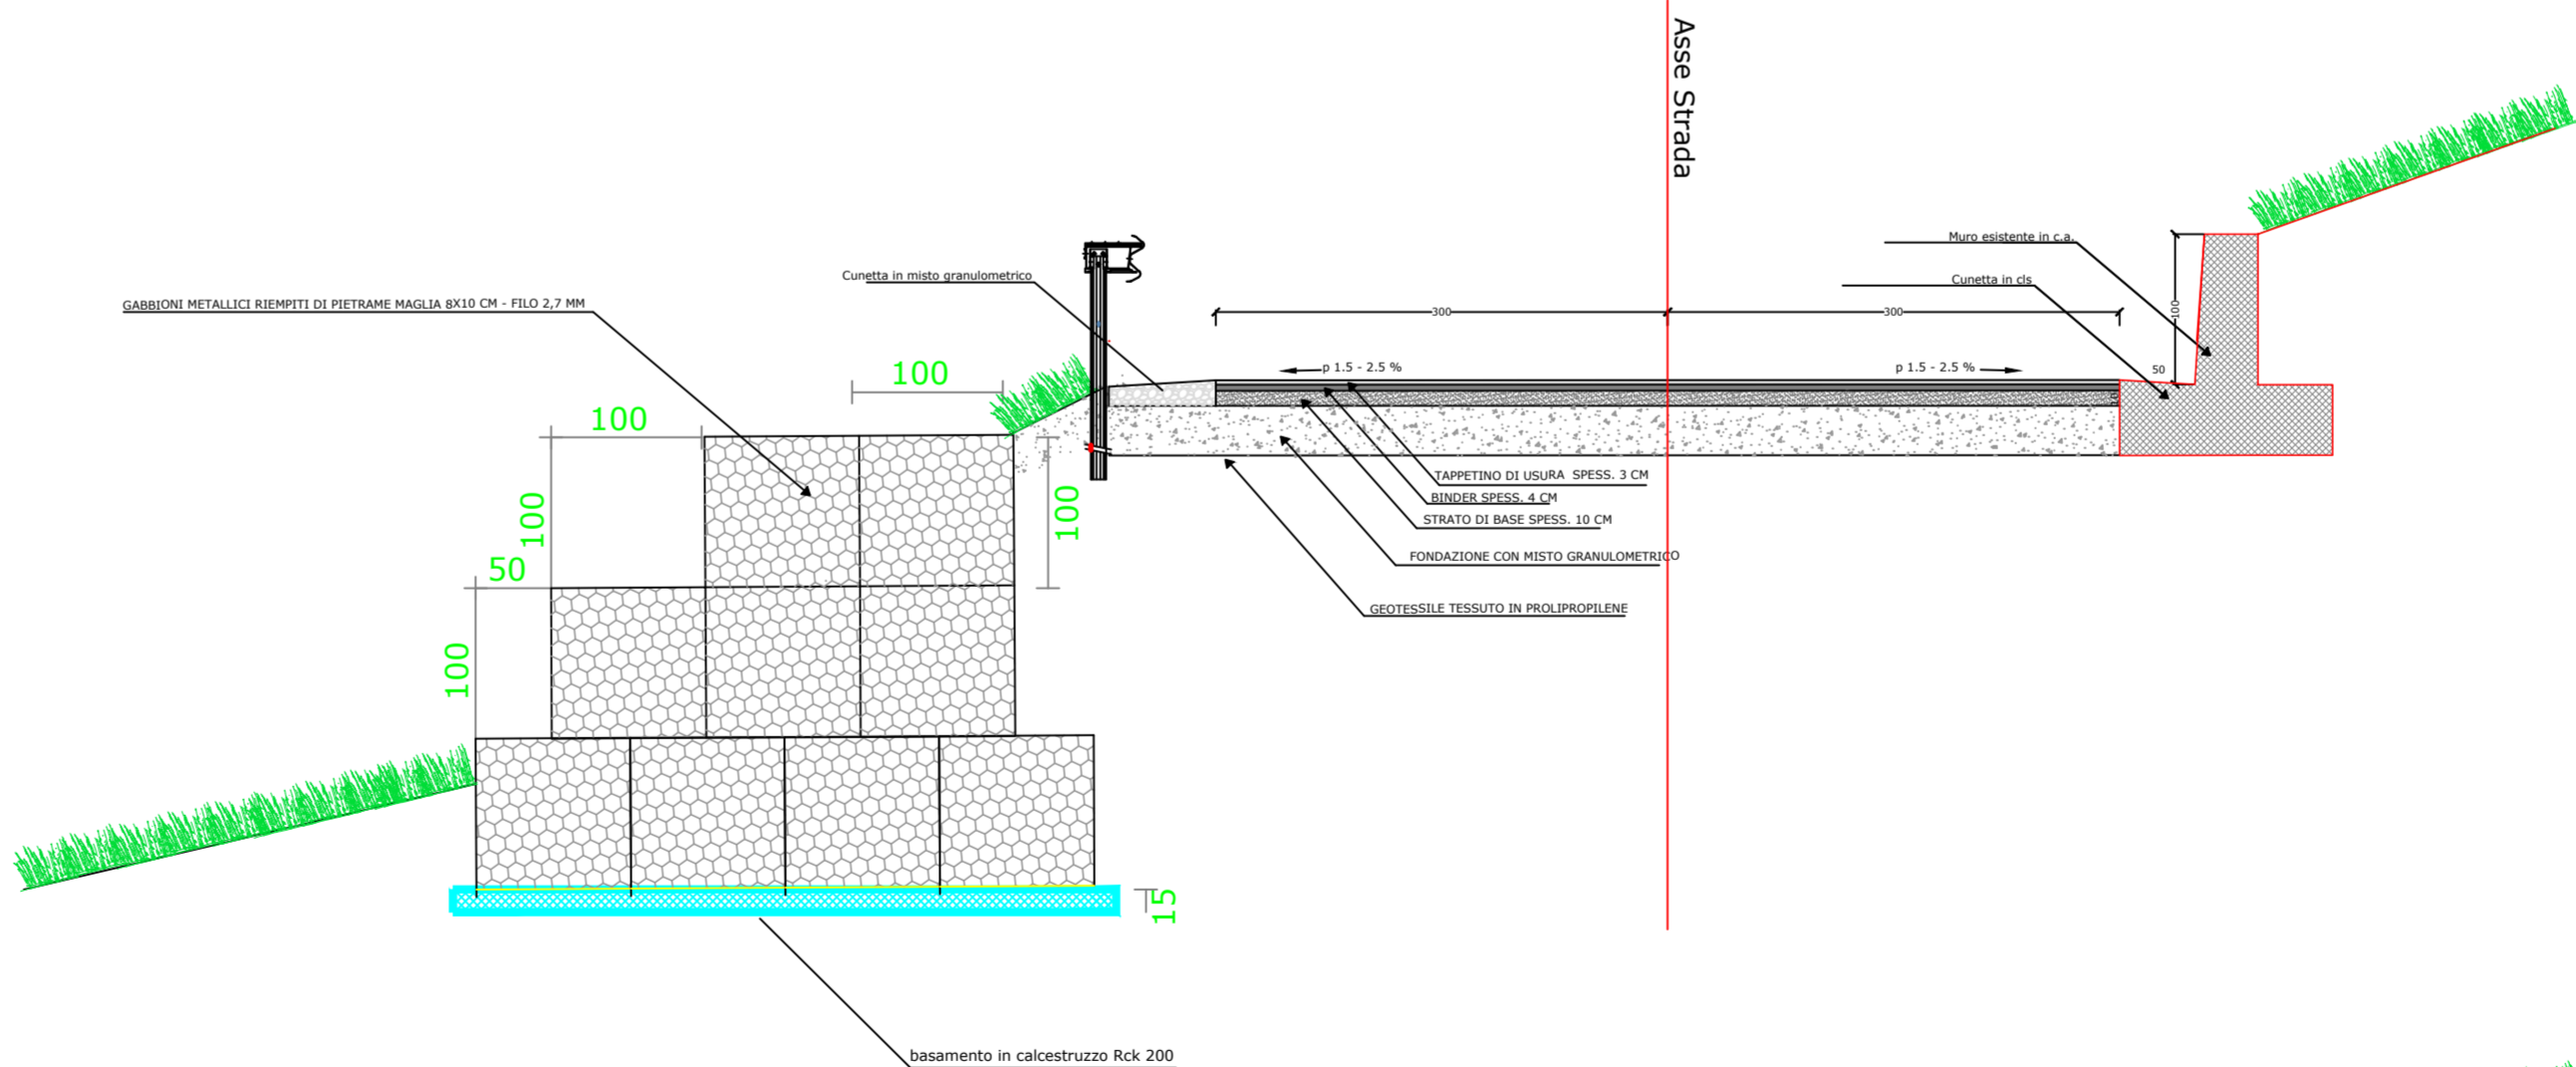 Asse Strada
Muro esistente in c.a.
Cunetta in misto granulometrico
Cunetta in cls
GABBIONI METALLICI RIEMPITI DI PIETRAME MAGLIA 8X10 CM - FILO 2,7 MM
300
300
100
p 1.5 - 2.5 %
p 1.5 - 2.5 %
50
100
100
TAPPETINO DI USURA SPESS. 3 CM
BINDER SPESS. 4 CM
STRATO DI BASE SPESS. 10 CM
100
100
FONDAZIONE CON MISTO GRANULOMETRICO
50
GEOTESSILE TESSUTO IN PROLIPROPILENE
100
15
basamento in calcestruzzo Rck 200